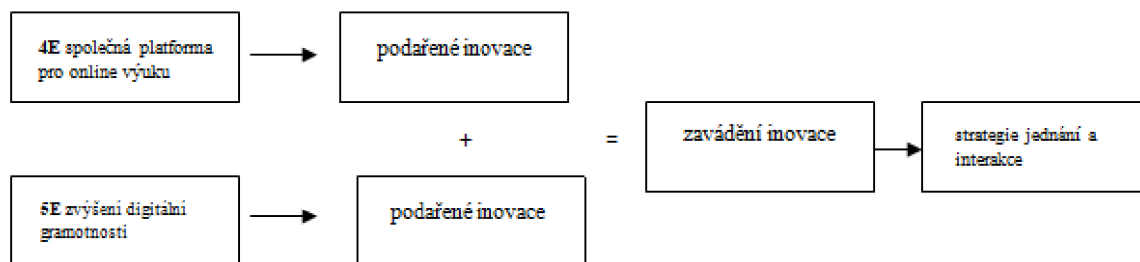 4E společná platforma
pro online výuku
podařené inovace
+
=
zavádění inovace
strategie jednání a
interakce
5E zvýšení digitální
gramotnosti
podařené inovace